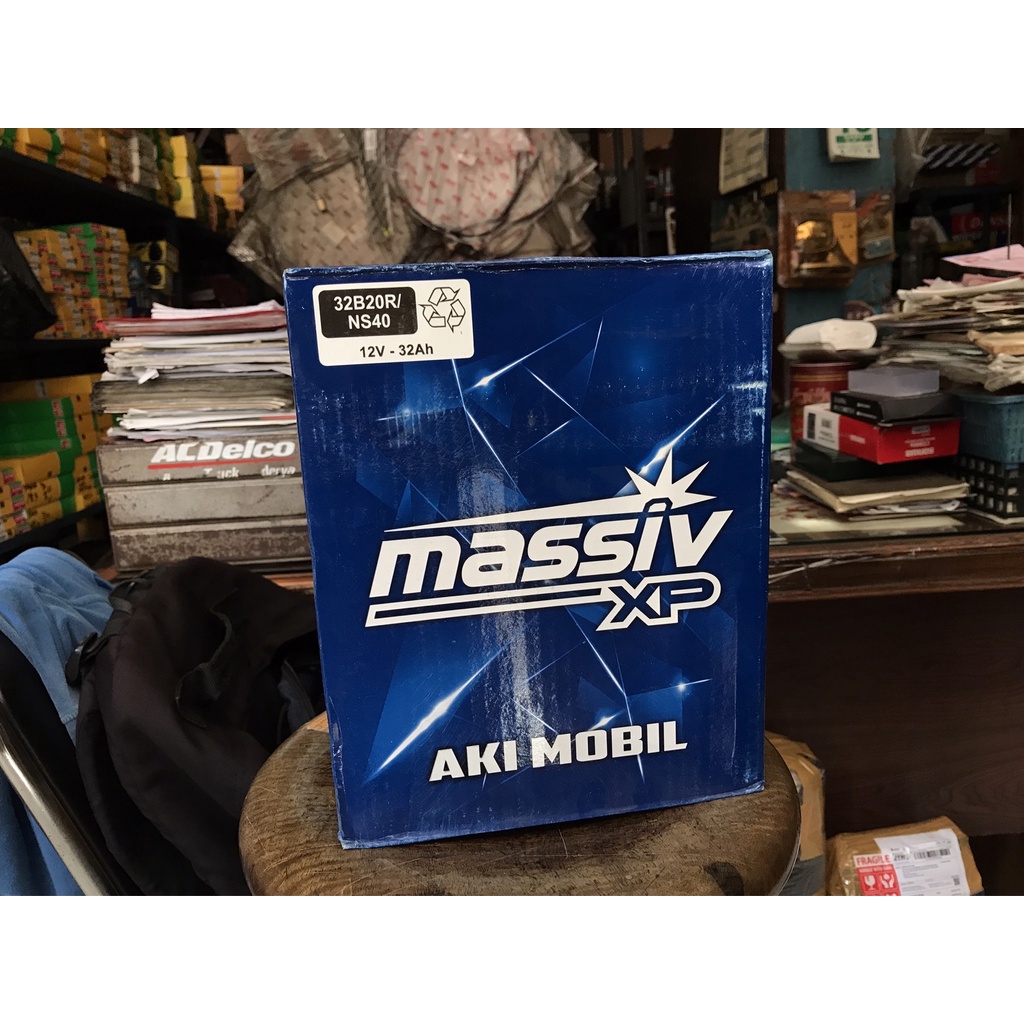 32B20R/
NS40
12V - 32Ah
massiv
XP
AKI MOBIL
ACDelco
FRAGILE